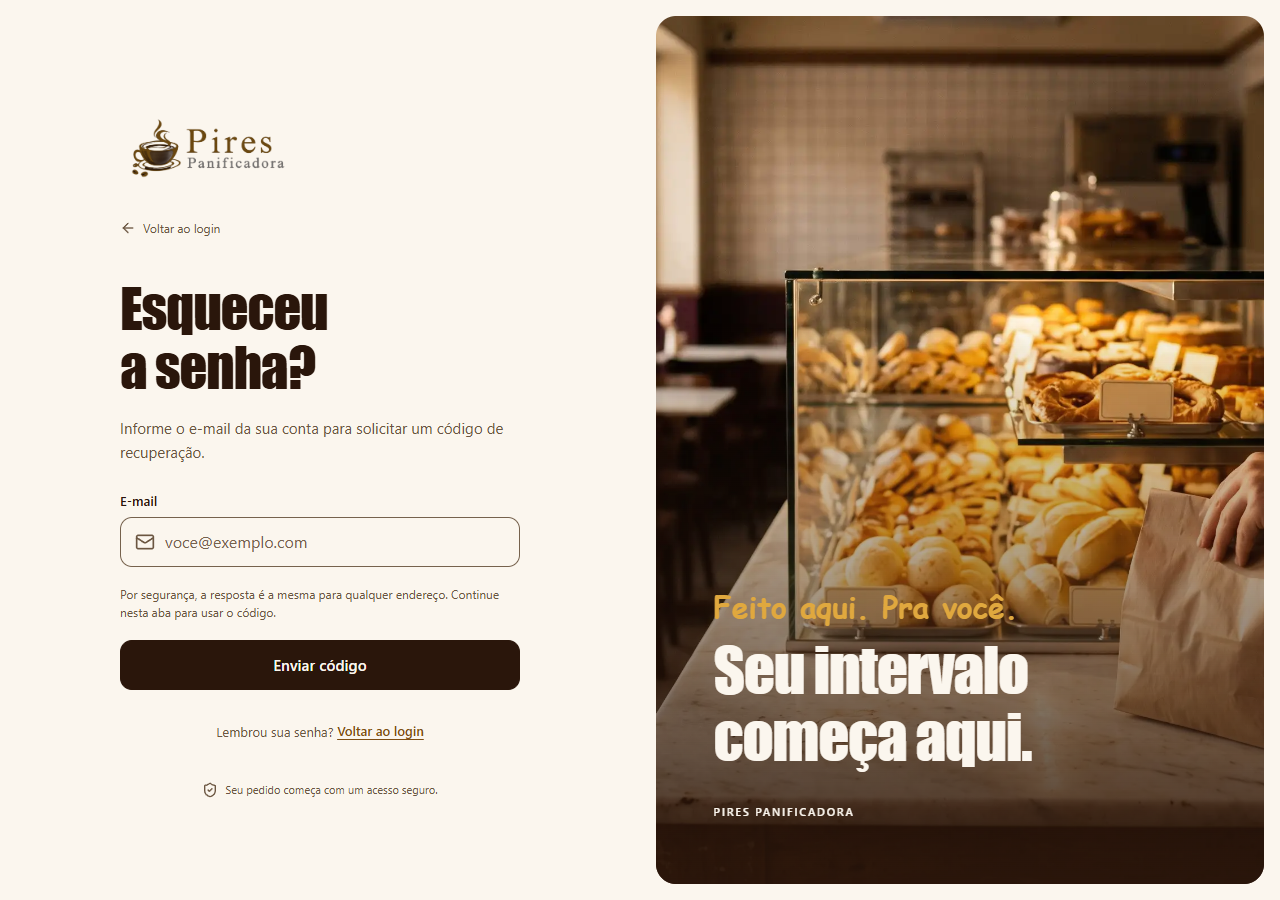 Pires
Panificadora
Voltar ao login
Esqueceu
a senha?
Informe o e-mail da sua conta para solicitar um código de
recuperação.
E-mail
voce@exemplo.com
Por segurança, a resposta é a mesma para qualquer endereço. Continue
nesta aba para usar o código.
Enviar código
Lembrou sua senha? Voltar ao login
Seu pedido começa com um acesso seguro.
Feito aqui. Pra você.
Seu intervalo
começa aqui.
PIRES PANIFICADORA